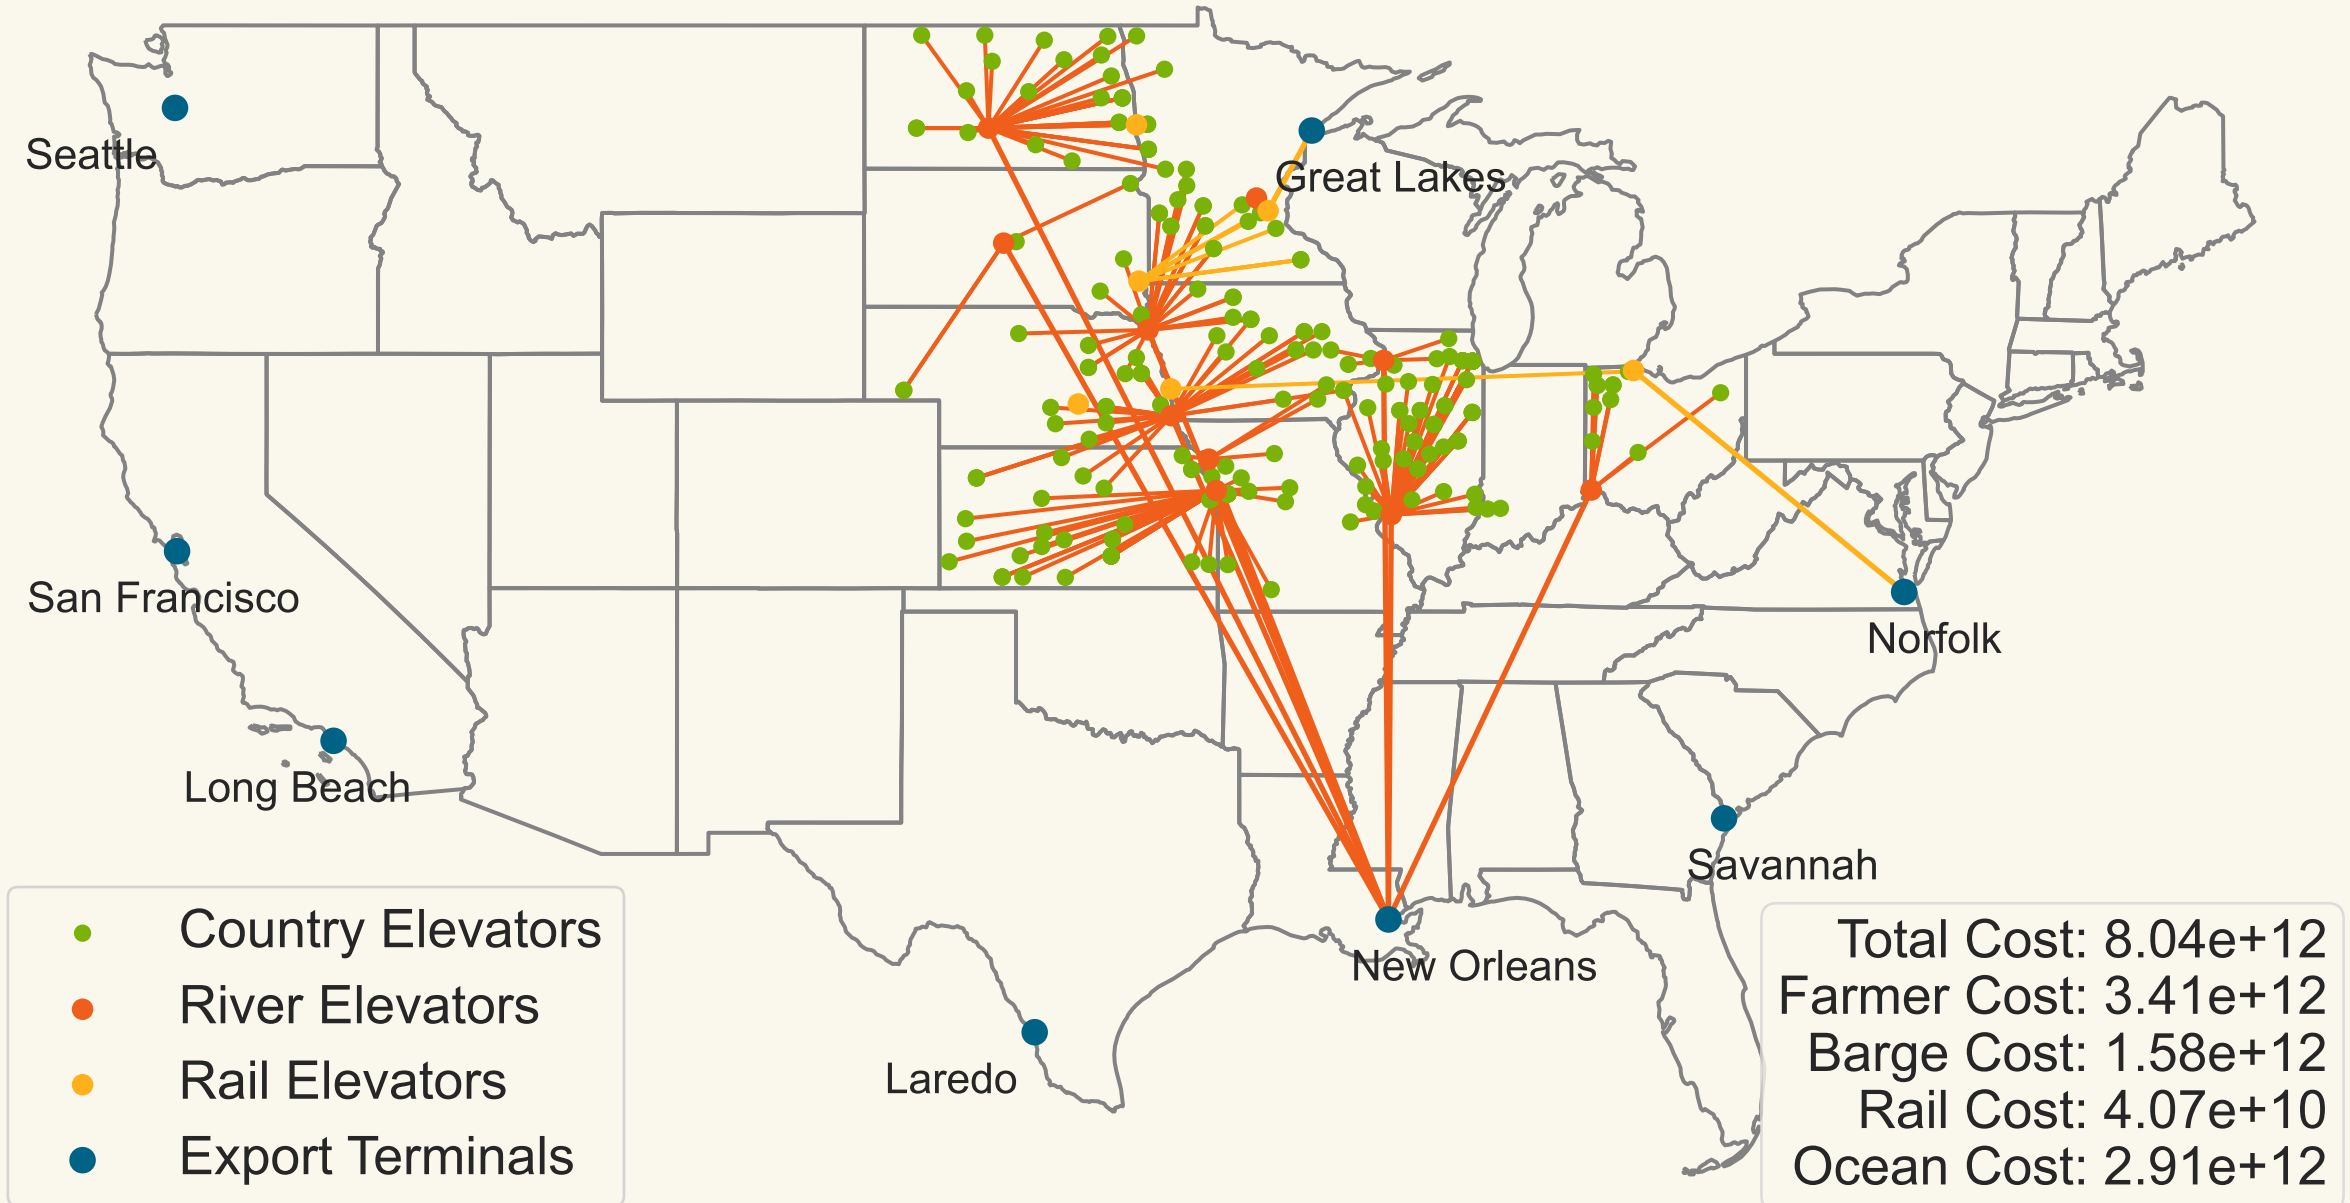 Seattle
Great Lakes
San Francisco
Norfolk
Long Beach
Savannah
New Orleans
Laredo
Country Elevators
River Elevators
Rail Elevators
Export Terminals
Total Cost: 8.04e+12
Farmer Cost: 3.41e+12
Barge Cost: 1.58e+12
Rail Cost: 4.07e+10
Ocean Cost: 2.91e+12